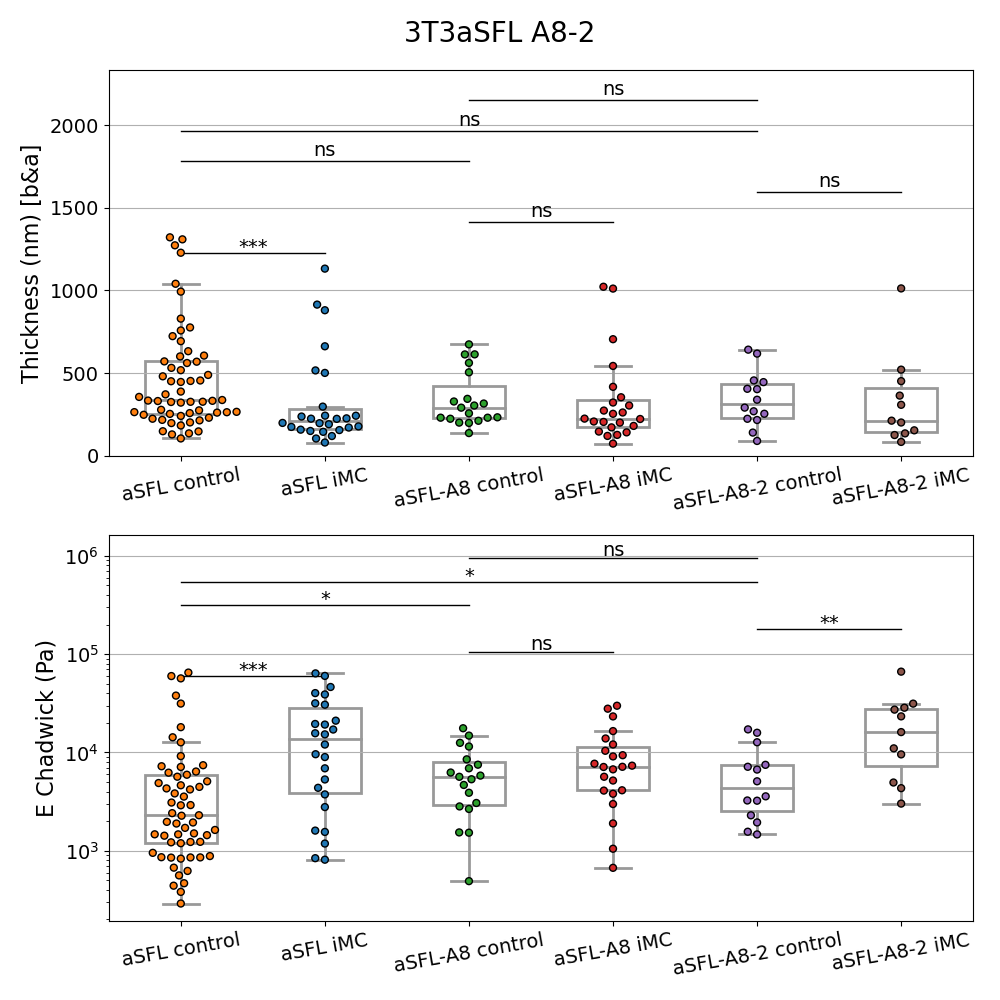 3T3aSFL A8-2
Thickness (nm) [b&a]
2000
1500
1000
500
0
ns
ns
ns
ns
ns
***
aSFL control
aSFL iMC
aSFL-A8 control
aSFL-A8 iMC
aSFL-A8-2 control
aSFL-A8-2 iMC
E Chadwick (Pa)
10⁶
10⁵
10⁴
10³
ns
*
*
**
ns
***
aSFL control
aSFL iMC
aSFL-A8 control
aSFL-A8 iMC
aSFL-A8-2 control
aSFL-A8-2 iMC